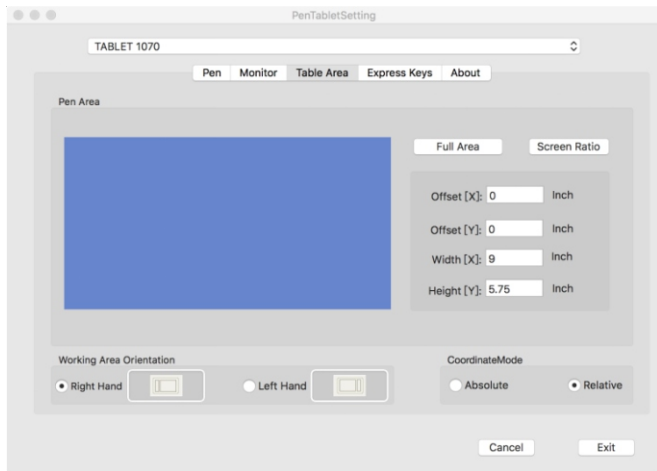 PenTabletSetting
TABLET 1070
Pen Monitor Table Area Express Keys About
Pen Area
Full Area Screen Ratio
Offset [X]: 0 Inch
Offset [Y]: 0 Inch
Width [X]: 9 Inch
Height [Y]: 5.75 Inch
Working Area Orientation CoordinateMode
Right Hand Left Hand Absolute Relative
Cancel Exit